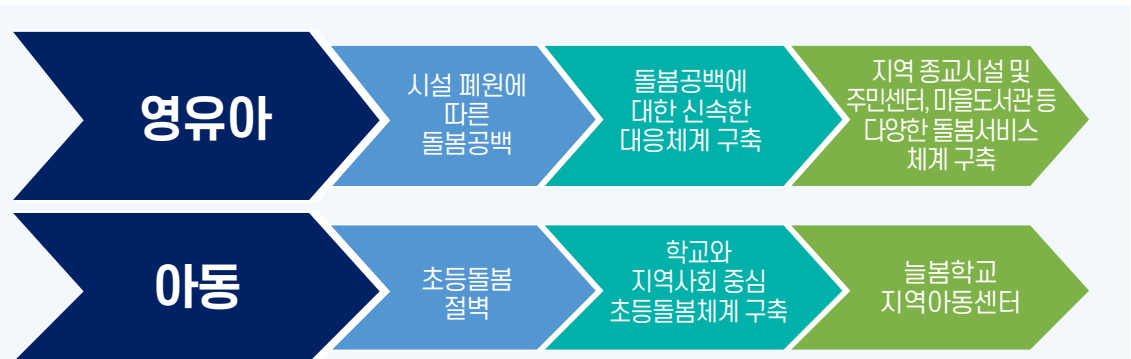 영유아
시설 폐원에
따른
돌봄공백
돌봄공백에
대한 신속한
대응체계 구축
지역 종교시설 및
주민센터, 마을도서관 등
다양한 돌봄서비스
체계 구축
아동
초등돌봄
절벽
학교와
지역사회 중심
초등돌봄체계 구축
늘봄학교
지역아동센터